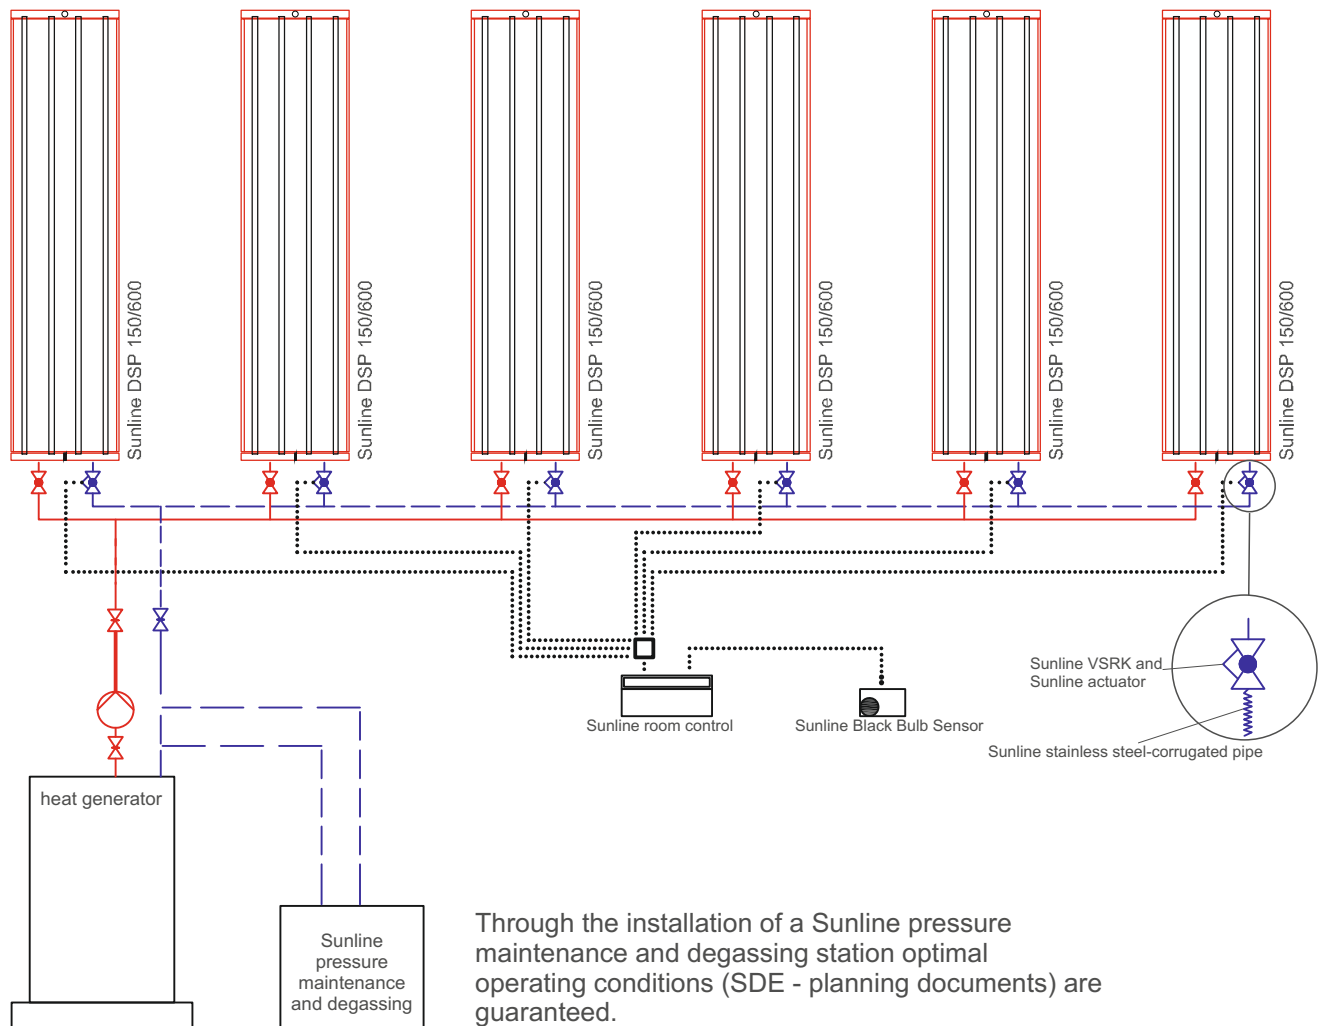 Sunline DSP 150/600
Sunline DSP 150/600
Sunline DSP 150/600
Sunline DSP 150/600
Sunline DSP 150/600
Sunline DSP 150/600
Sunline VSRK and
Sunline actuator
Sunline room control
Sunline Black Bulb Sensor
Sunline stainless steel-corrugated pipe
heat generator
Sunline
pressure
maintenance
and degassing
Through the installation of a Sunline pressure
maintenance and degassing station optimal
operating conditions (SDE - planning documents) are
guaranteed.